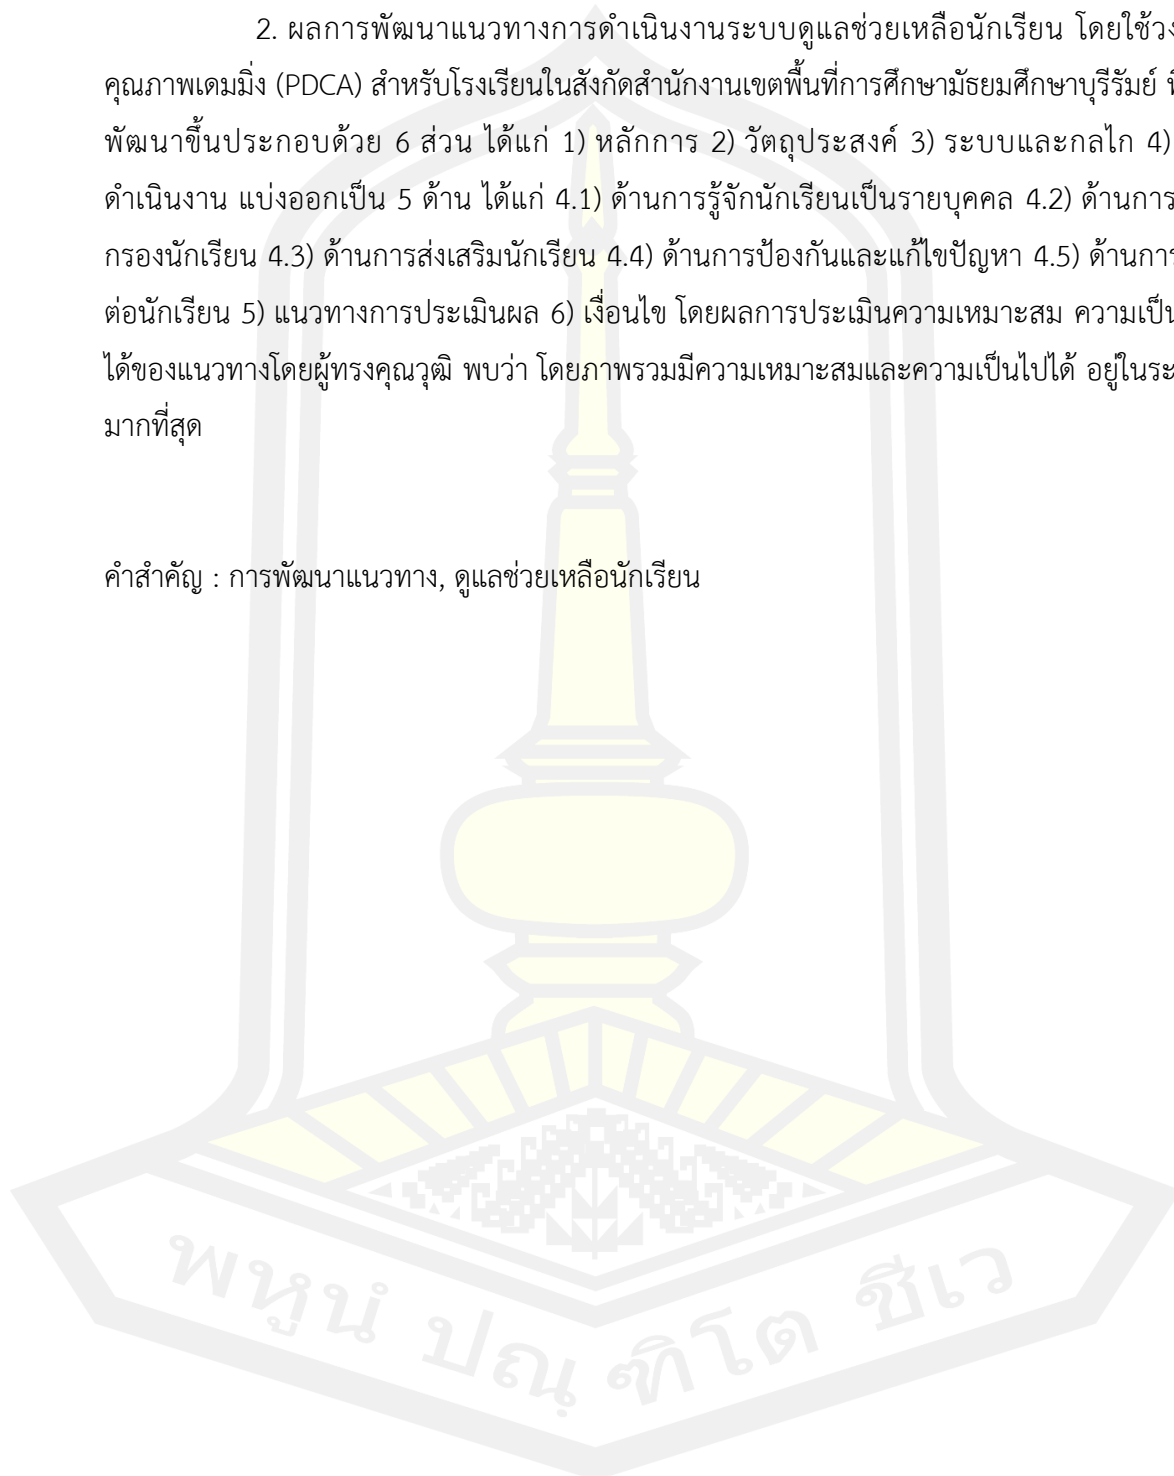 2. ผลการพัฒนาแนวทางการดำเนินงานระบบดูแลช่วยเหลือนักเรียน โดยใช้
คุณภาพเดมมิ่ง (PDCA) สำหรับโรงเรียนในสังกัดสำนักงานเขตพื้นที่การศึกษามัธยมศึกษาบุรีรัมย์
พัฒนาขึ้นประกอบด้วย 6 ส่วน ได้แก่ 1) หลักการ 2) วัตถุประสงค์ 3) ระบบและกลไก 4)
ดำเนินงาน แบ่งออกเป็น 5 ด้าน ได้แก่ 4.1) ด้านการรู้จักนักเรียนเป็นรายบุคคล 4.2) ด้านการ
กรองนักเรียน 4.3) ด้านการส่งเสริมนักเรียน 4.4) ด้านการป้องกันและแก้ไขปัญหา 4.5) ด้านการ
ต่อนักเรียน 5) แนวทางการประเมินผล 6) เงื่อนไข โดยผลการประเมินความเหมาะสม ความเป็น
ได้ของแนวทางโดยผู้ทรงคุณวุฒิ พบว่า โดยภาพรวมมีความเหมาะสมและความเป็นไปได้ อยู่ในระ
มากที่สุด
คำสำคัญ : การพัฒนาแนวทาง, ดูแลช่วยเหลือนักเรียน
พหูนํ ปณฺฑิโต ชีเว